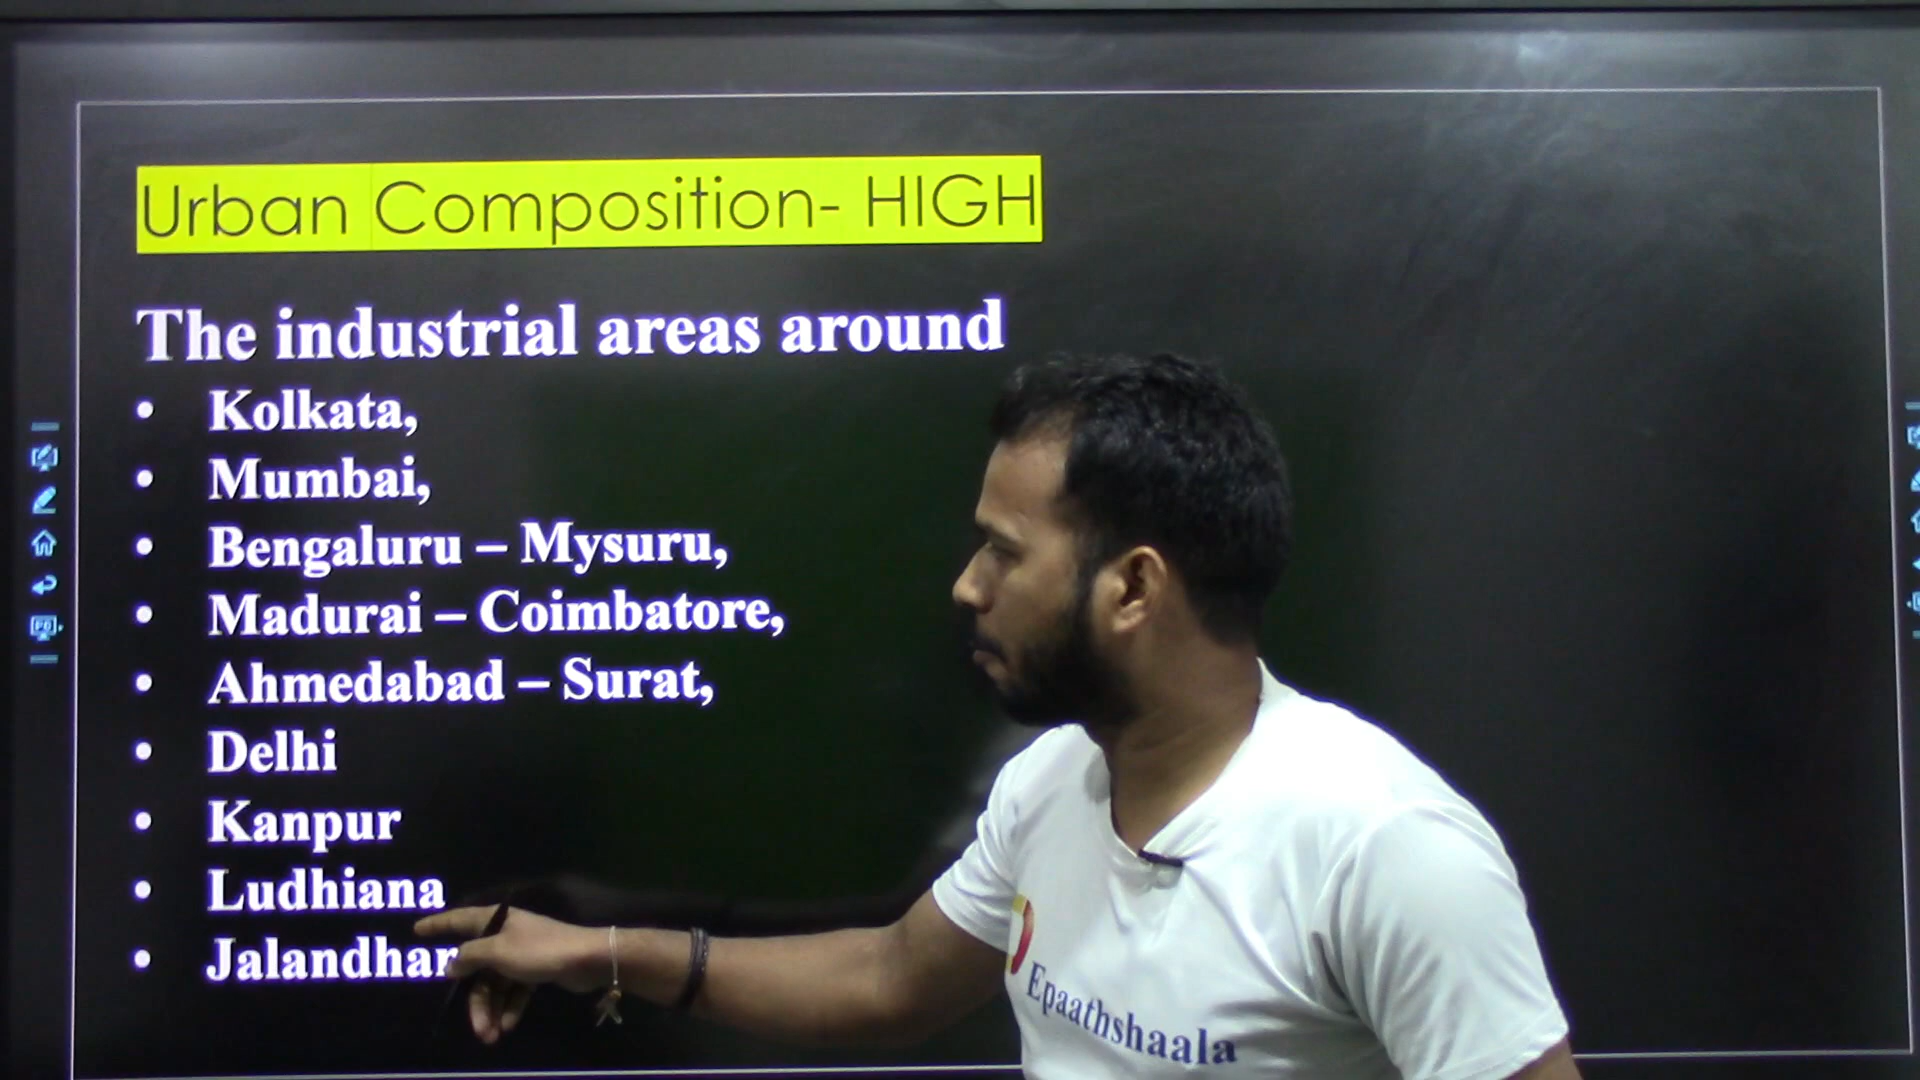 Urban Composition- HIGH
The industrial areas around
• Kolkata,
• Mumbai,
• Bengaluru – Mysuru,
• Madurai – Coimbatore,
• Ahmedabad – Surat,
• Delhi
• Kanpur
• Ludhiana
• Jalandhar
Epaathshaala